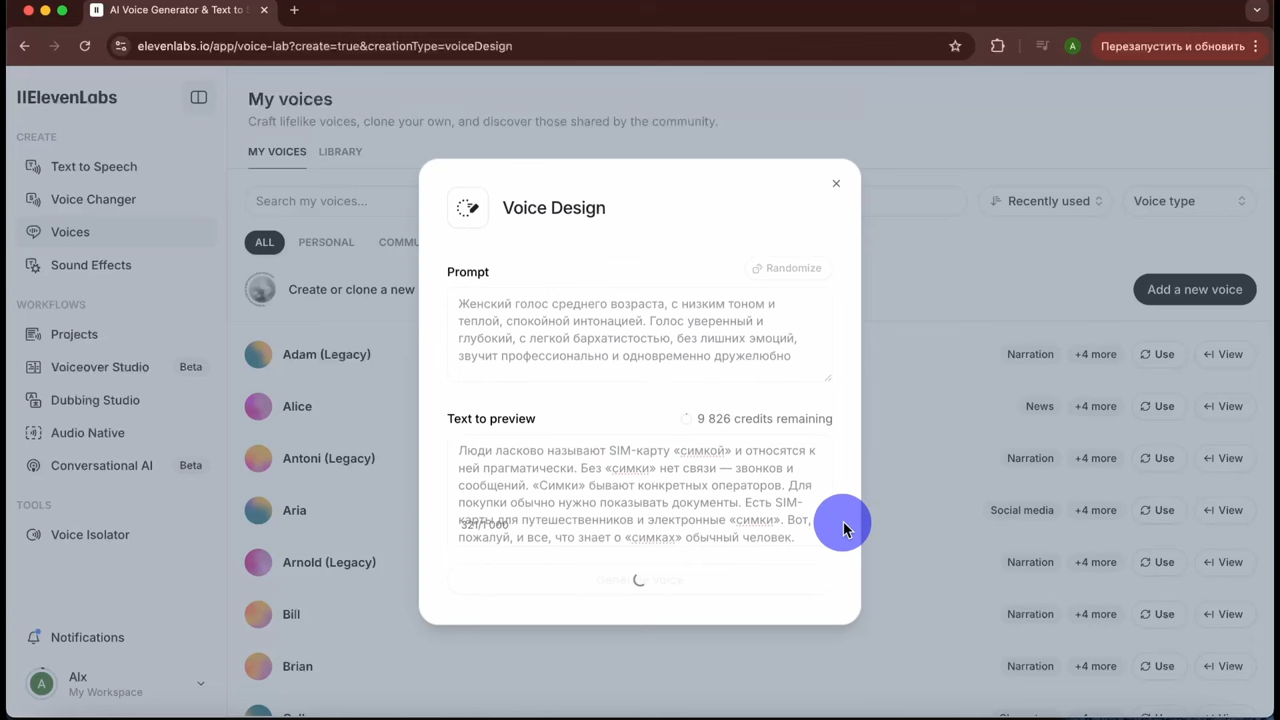 AI Voice Generator & Text to S
elevenlabs.io/app/voice-lab?create=true&creationType=voiceDesign
A
Перезапустить и обновить
IIElevenLabs
CREATE
Text to Speech
Voice Changer
Voices
Sound Effects
WORKFLOWS
Projects
Voiceover Studio Beta
Dubbing Studio
Audio Native
Conversational AI Beta
TOOLS
Voice Isolator
Notifications
A
Alx
My Workspace
My voices
Craft lifelike voices, clone your own, and discover those shared by the community.
MY VOICES LIBRARY
Search my voices...
Recently used
Voice type
ALL PERSONAL COMMU
Create or clone a new
Add a new voice
Adam (Legacy) Narration +4 more Use View
Alice News +4 more Use View
Antoni (Legacy) Narration +4 more Use View
Aria Social media +4 more Use View
Arnold (Legacy) Narration +4 more Use View
Bill Narration +4 more Use View
Brian Narration +4 more Use View
Voice Design
Prompt
Randomize
Женский голос среднего возраста, с низким тоном и
теплой, спокойной интонацией. Голос уверенный и
глубокий, с легкой бархатистостью, без лишних эмоций,
звучит профессионально и одновременно дружелюбно
Text to preview
9 826 credits remaining
Люди ласково называют SIM-карту «симкой» и относятся к
ней прагматически. Без «симки» нет связи — звонков и
сообщений. «Симки» бывают конкретных операторов. Для
покупки обычно нужно показывать документы. Есть SIM-
карты для путешественников и электронные «симки». Вот,
321/1 000
пожалуй, и все, что знает о «симках» обычный человек.
Generate voice